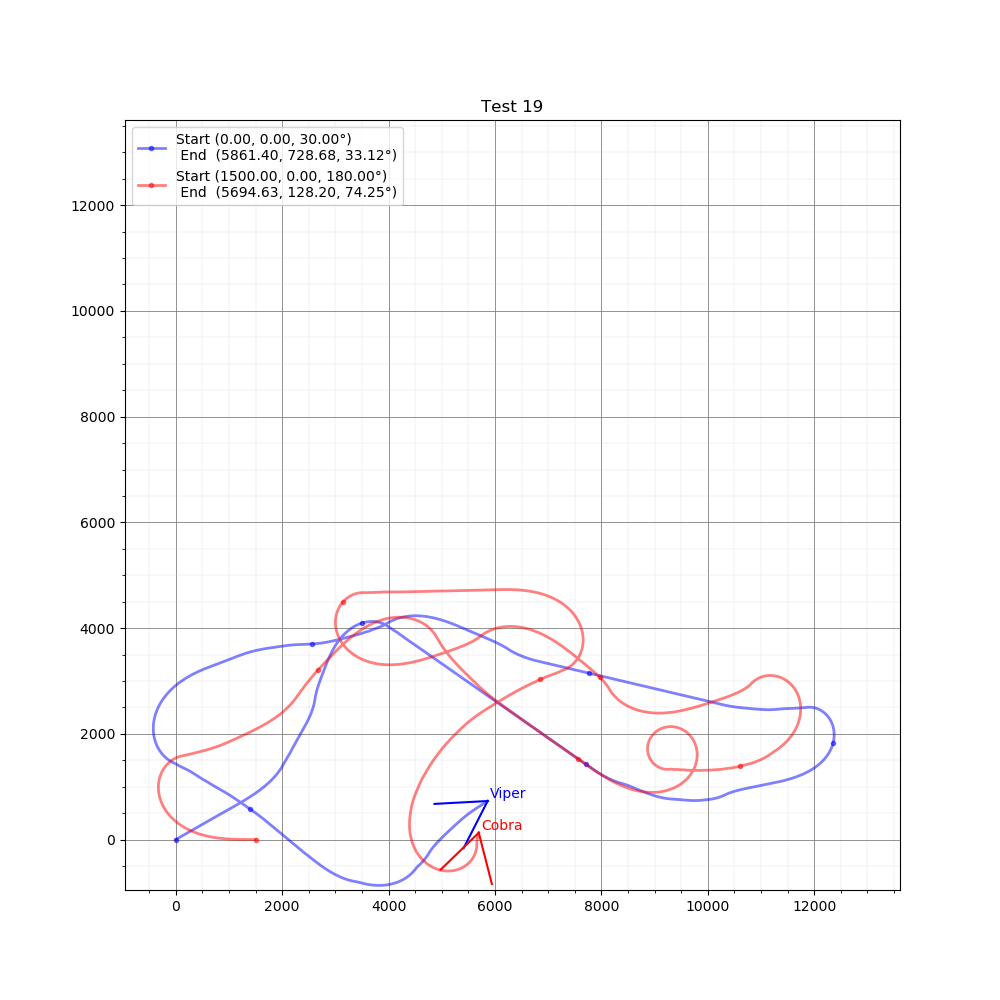 Test 19
Start (0.00, 0.00, 30.00°)
End (5861.40, 728.68, 33.12°)
Start (1500.00, 0.00, 180.00°)
End (5694.63, 128.20, 74.25°)
12000
10000
8000
6000
4000
2000
0
Viper
Cobra
0 2000 4000 6000 8000 10000 12000